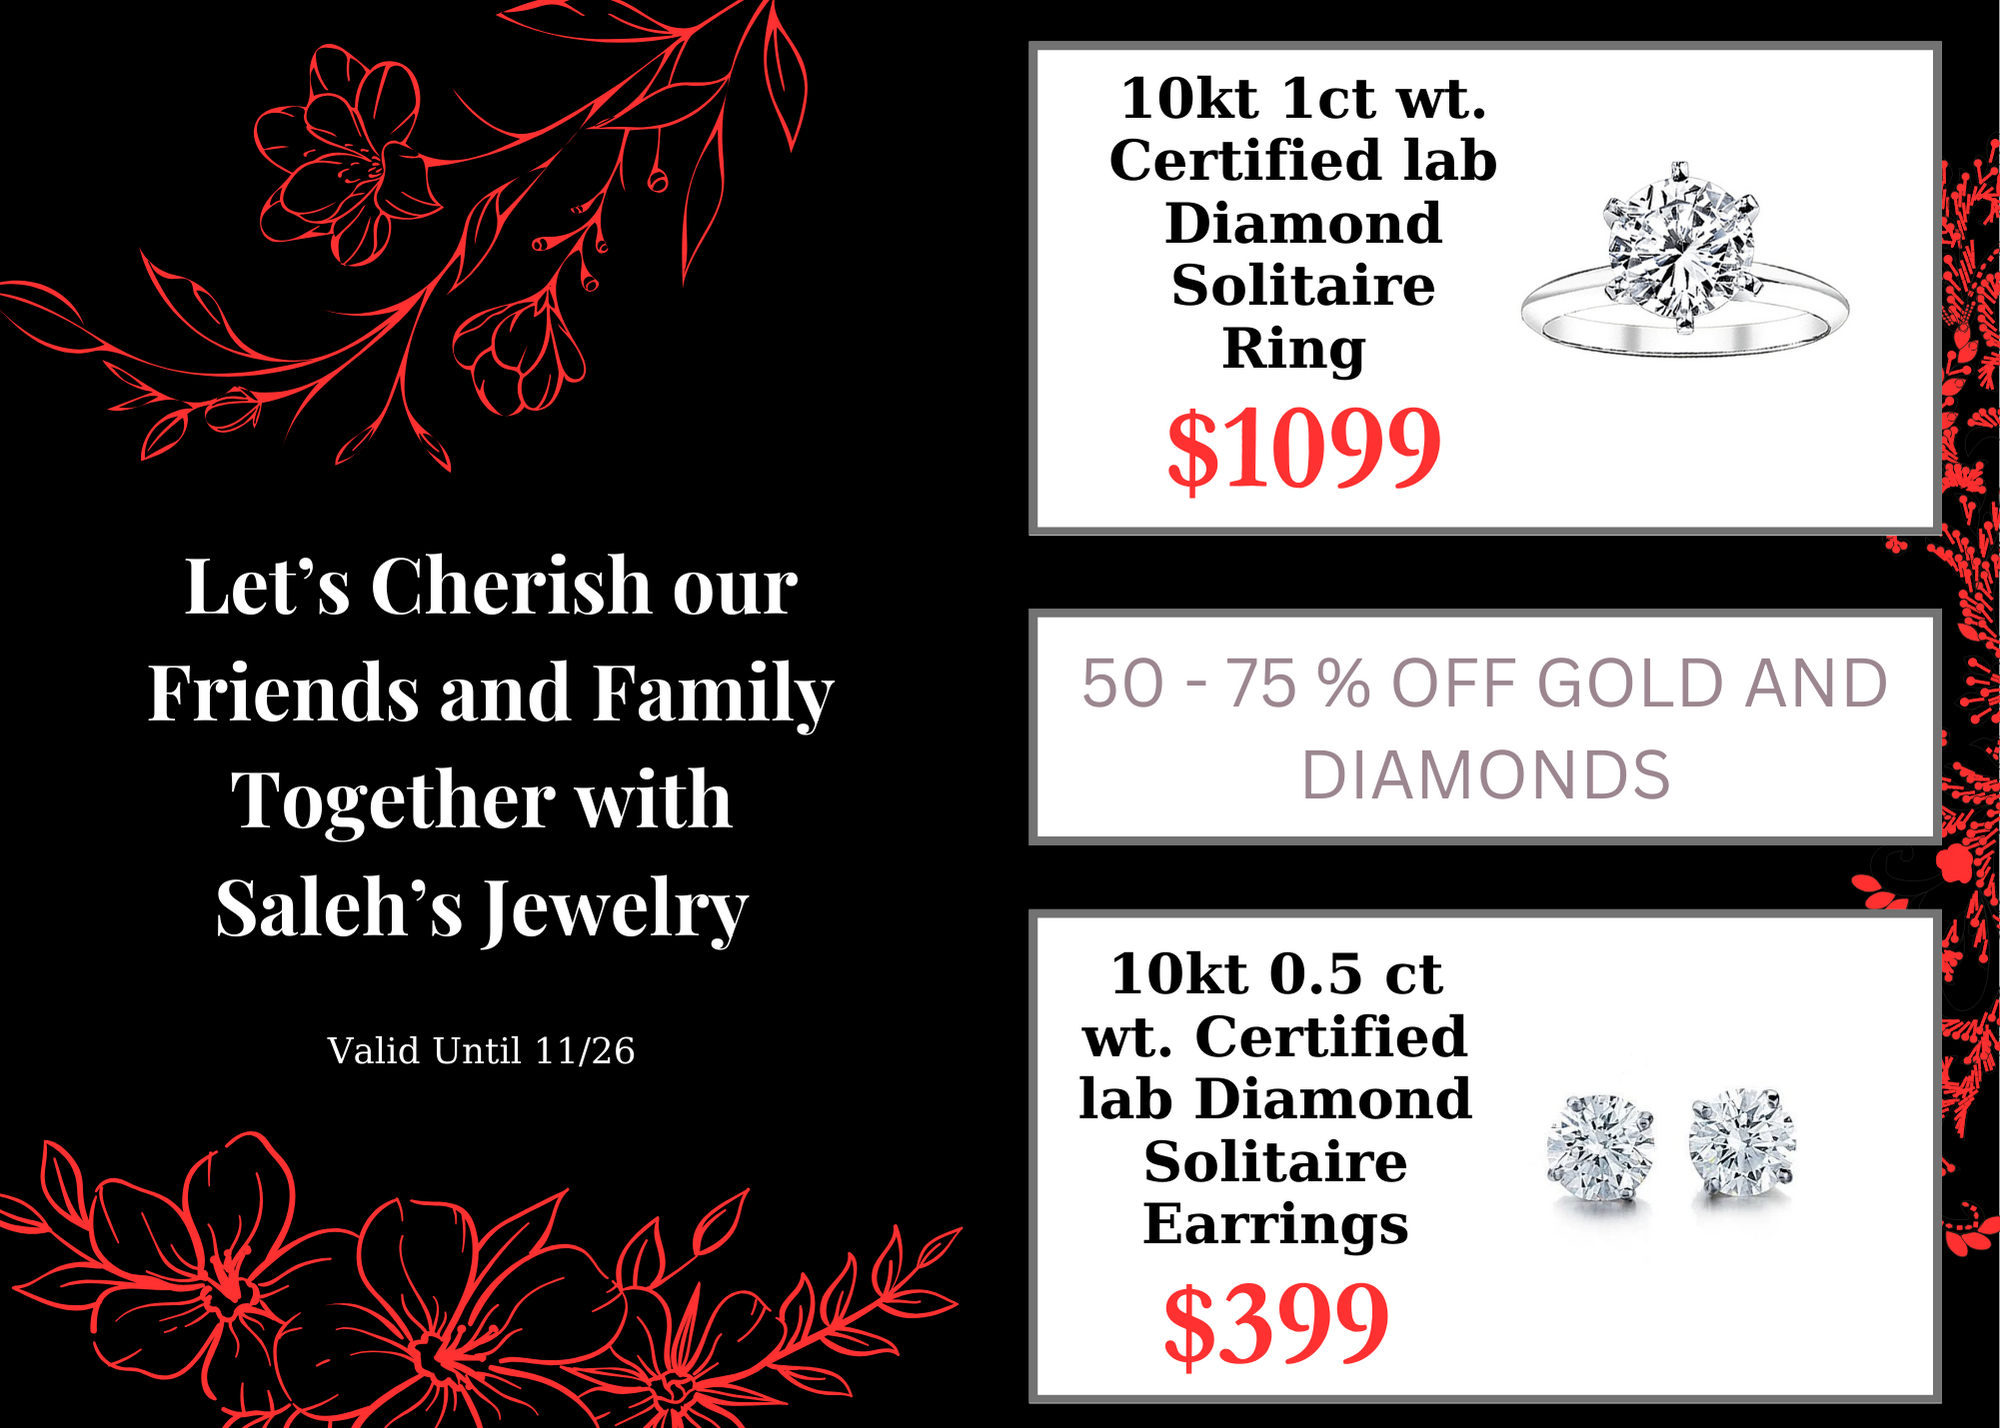 Let’s Cherish our
Friends and Family
Together with
Saleh’s Jewelry
Valid Until 11/26
10kt 1ct wt.
Certified lab
Diamond
Solitaire
Ring
$1099
50 - 75 % OFF GOLD AND
DIAMONDS
10kt 0.5 ct
wt. Certified
lab Diamond
Solitaire
Earrings
$399